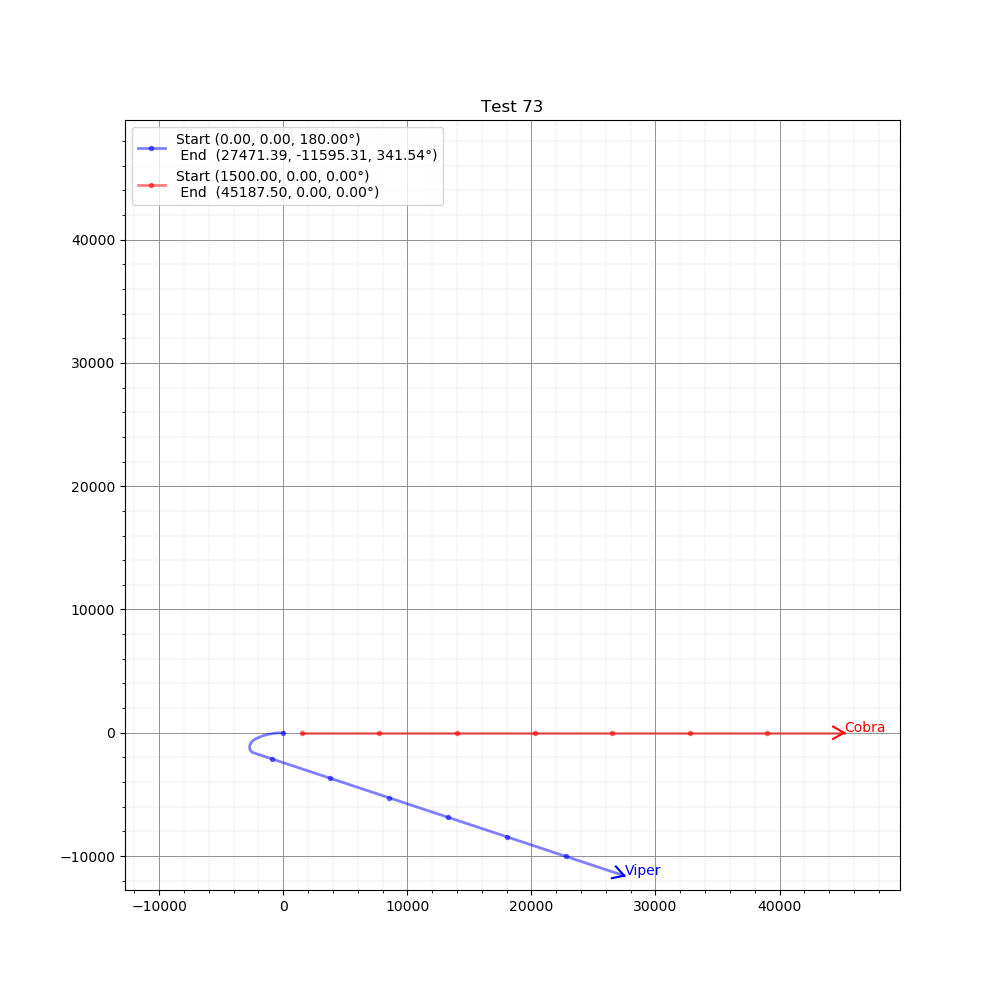 Test 73
Start (0.00, 0.00, 180.00°)
End (27471.39, -11595.31, 341.54°)
Start (1500.00, 0.00, 0.00°)
End (45187.50, 0.00, 0.00°)
40000
30000
20000
10000
0
−10000
Cobra
Viper
−10000
0
10000
20000
30000
40000